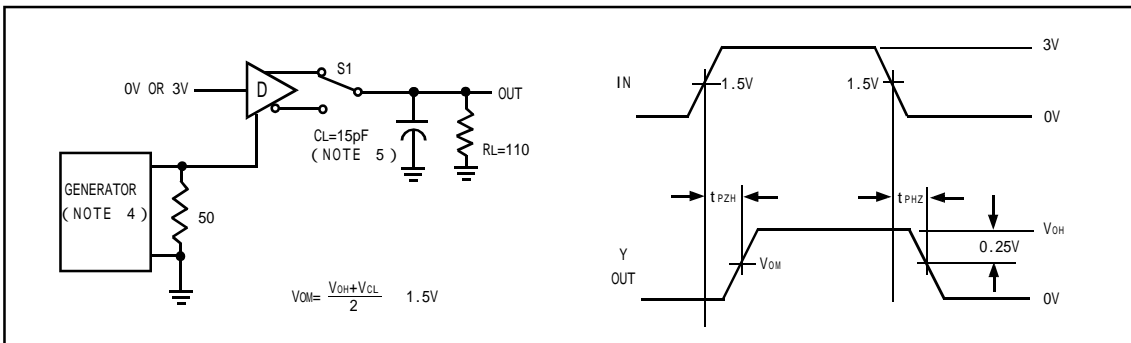 0V OR 3V
D
S1
OUT
CL=15pF
(NOTE 5)
RL=110
GENERATOR
(NOTE 4)
50
VOM= VOH+VCL
2
1.5V
IN
1.5V
1.5V
3V
0V
tPZH
tPHZ
Y
OUT
VOM
VOH
0.25V
0V